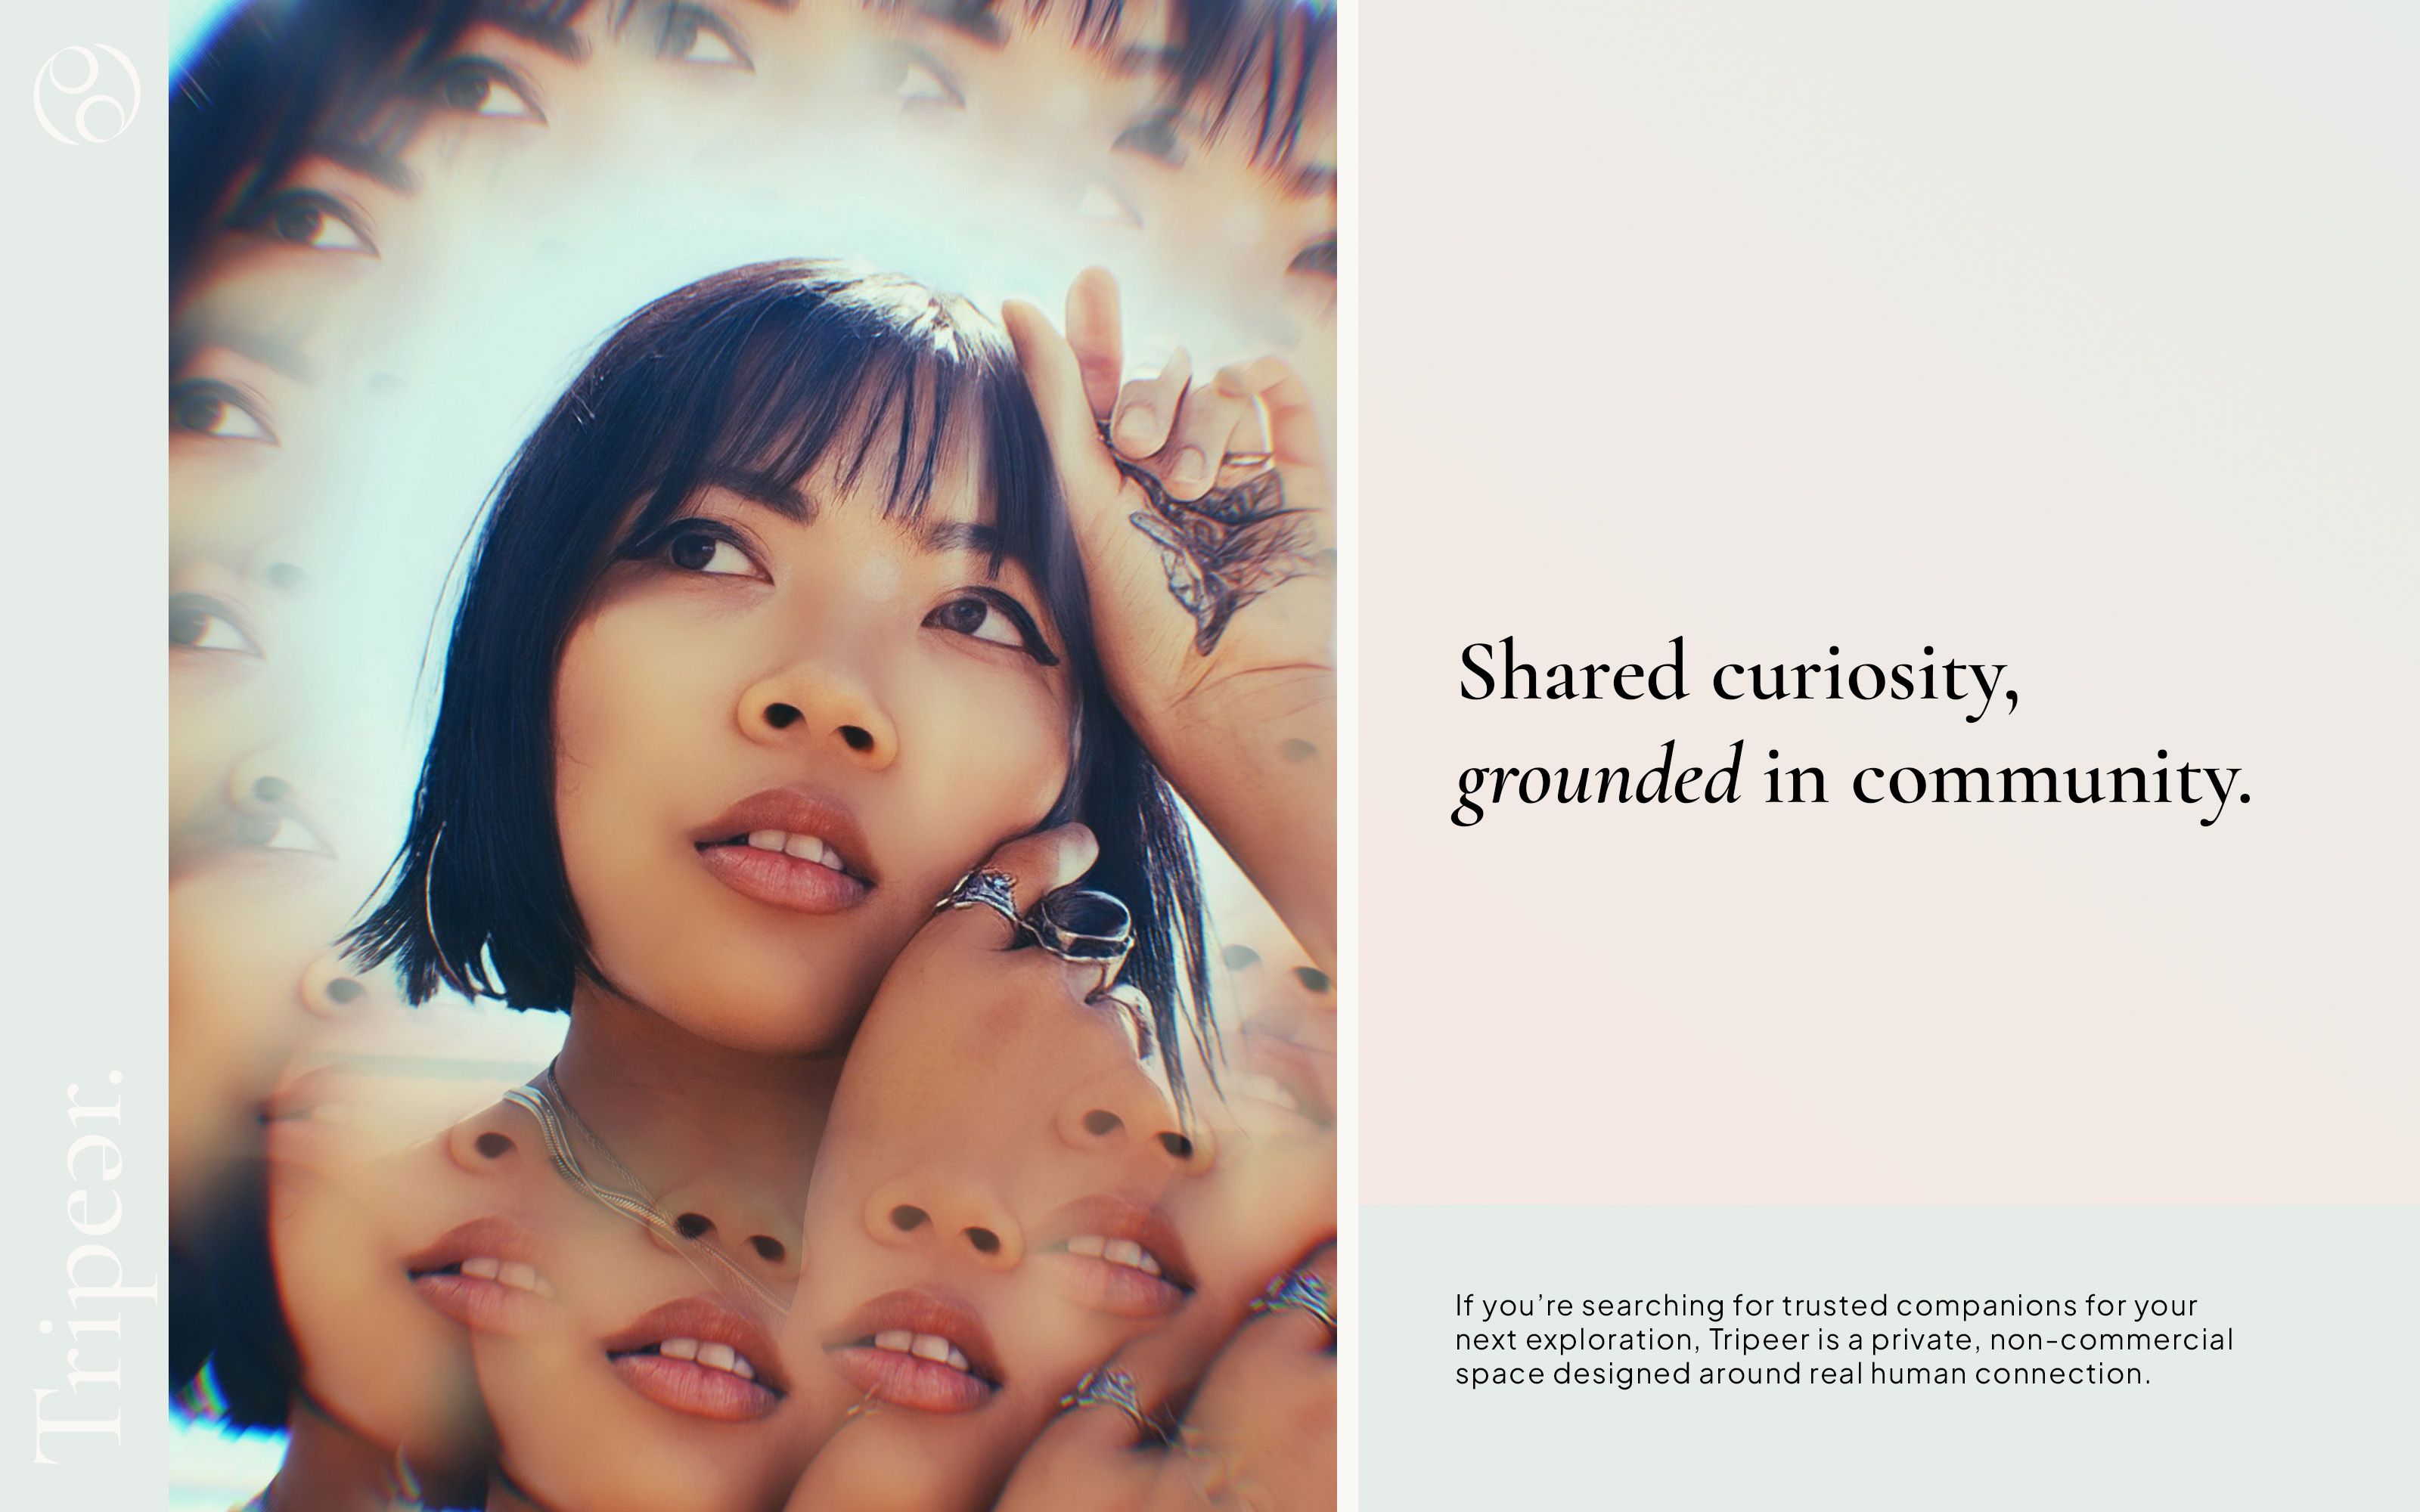 Tripeər.
Shared curiosity,
grounded in community.
If you’re searching for trusted companions for your
next exploration, Tripeer is a private, non-commercial
space designed around real human connection.